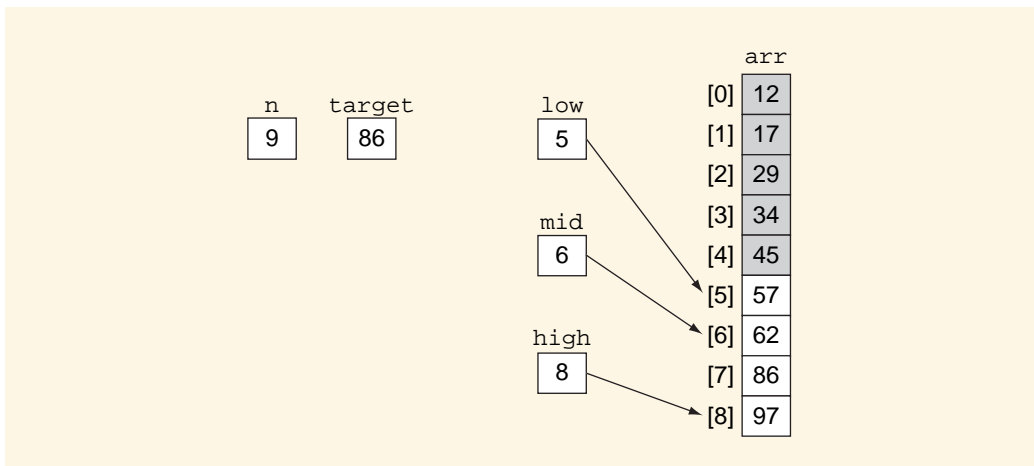 arr
n target low
9 86 5
mid
6
high
8
[0] 12
[1] 17
[2] 29
[3] 34
[4] 45
[5] 57
[6] 62
[7] 86
[8] 97